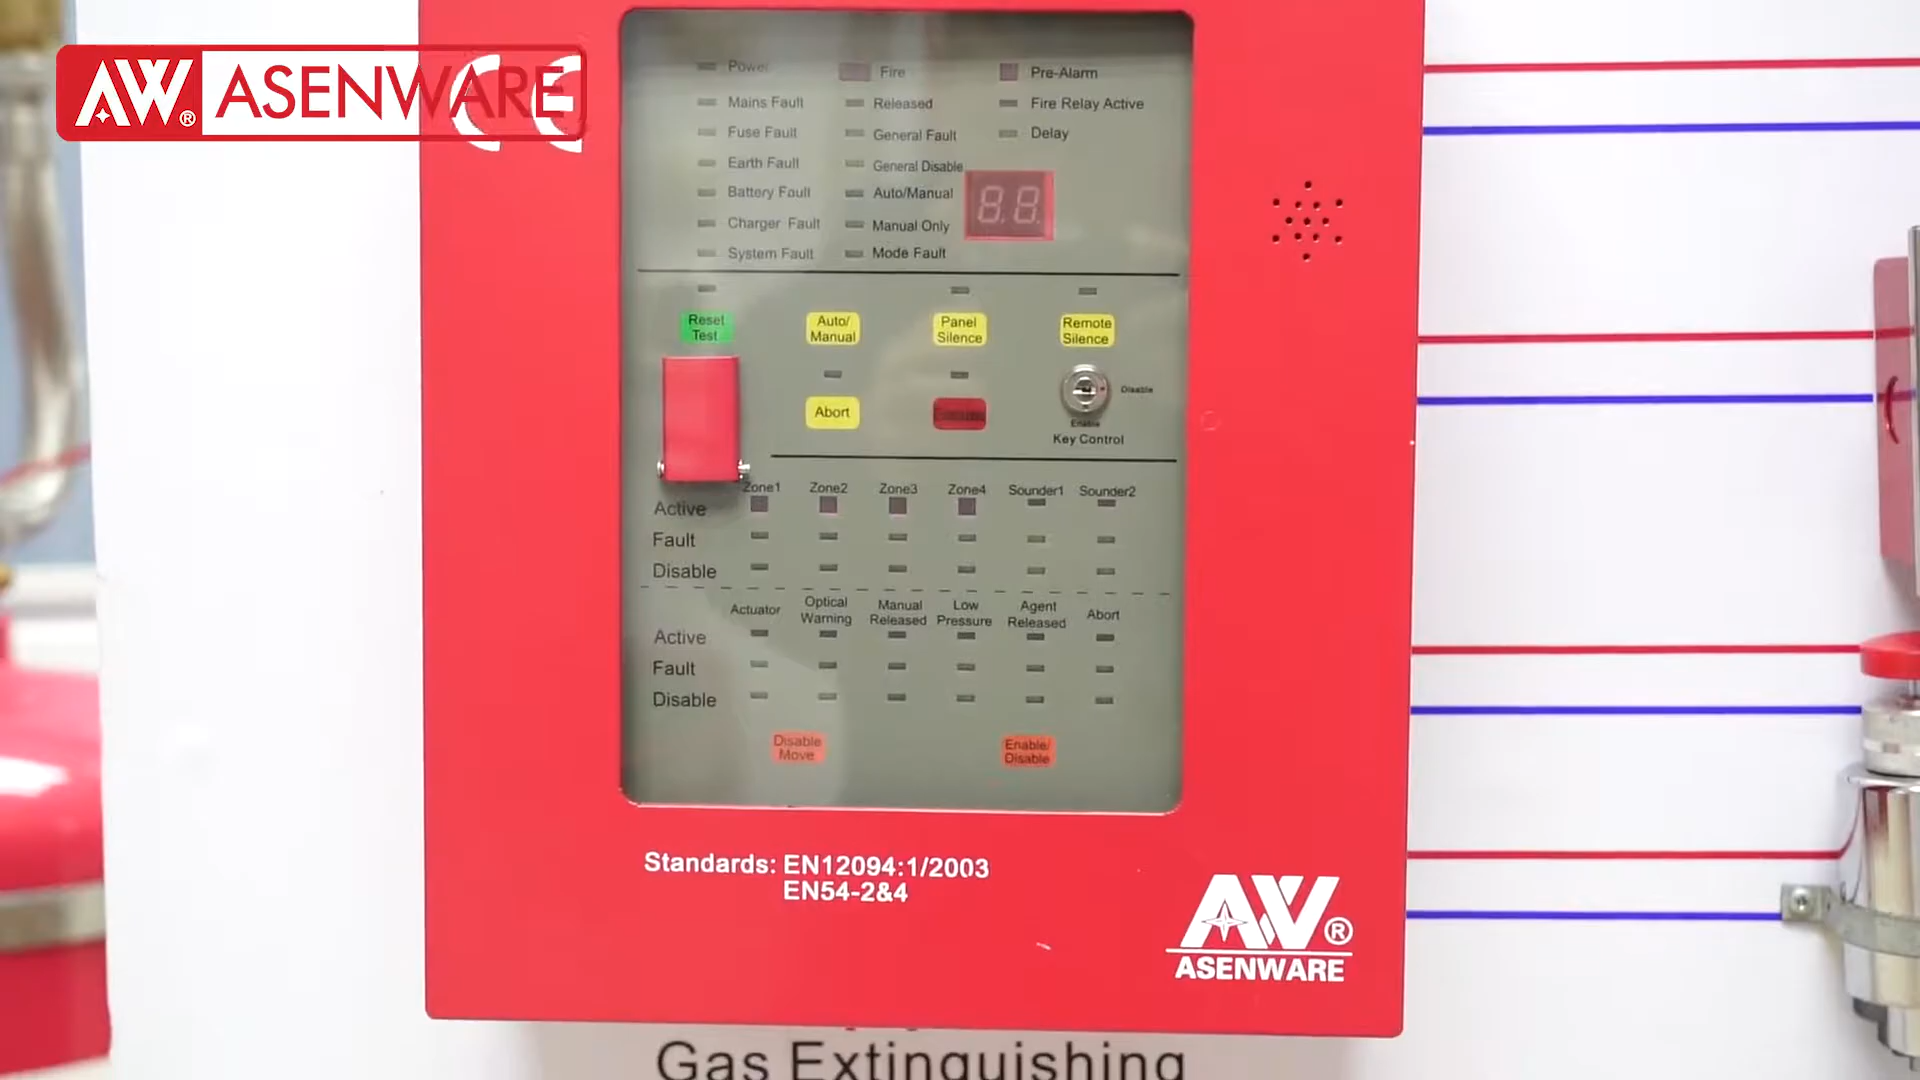 AW® ASENWARE
CE
Power
Fire
Pre-Alarm
Mains Fault
Released
Fire Relay Active
Fuse Fault
General Fault
Delay
Earth Fault
General Disable
Battery Fault
Auto/Manual
88
Charger Fault
Manual Only
System Fault
Mode Fault
Reset
Test
Auto/
Manual
Panel
Silence
Remote
Silence
Abort
Disable
Enable
Key Control
Zone1 Zone2 Zone3 Zone4 Sounder1 Sounder2
Active
Fault
Disable
Actuator
Optical
Warning
Manual
Released
Low
Pressure
Agent
Released
Abort
Active
Fault
Disable
Disable
Move
Enable/
Disable
Standards: EN12094:1/2003
EN54-2&4
AW®
ASENWARE
Gas Extinguishing